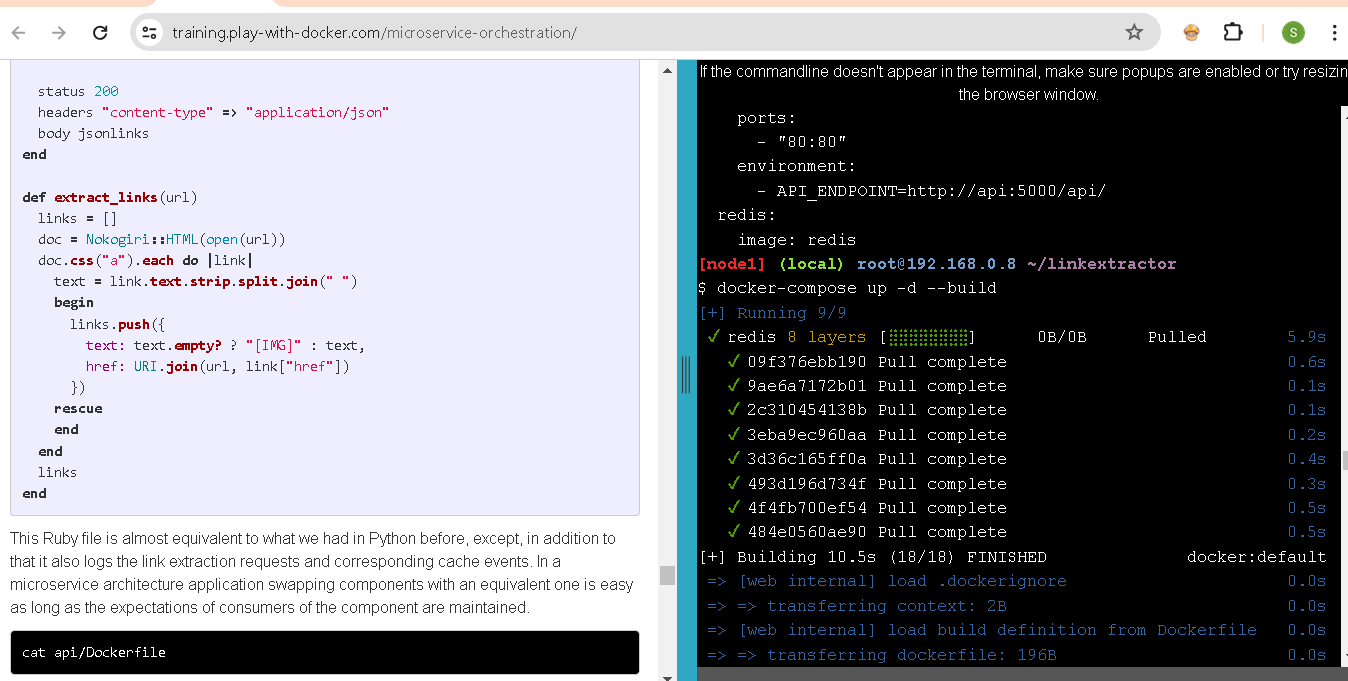 training.play-with-docker.com/microservice-orchestration/
S
status 200
headers "content-type" => "application/json"
body jsonlinks
end
def extract_links(url)
links = []
doc = Nokogiri::HTML(open(url))
doc.css("a").each do |link|
text = link.text.strip.split.join(" ")
begin
links.push({
text: text.empty? ? "[IMG]" : text,
href: URI.join(url, link["href"])
})
rescue
end
end
links
end
This Ruby file is almost equivalent to what we had in Python before, except, in addition to
that it also logs the link extraction requests and corresponding cache events. In a
microservice architecture application swapping components with an equivalent one is easy
as long as the expectations of consumers of the component are maintained.
cat api/Dockerfile
If the commandline doesn't appear in the terminal, make sure popups are enabled or try resizin
the browser window.
ports:
- "80:80"
environment:
- API_ENDPOINT=http://api:5000/api/
redis:
image: redis
[node1] (local) root@192.168.0.8 ~/linkextractor
$ docker-compose up -d --build
[+] Running 9/9
✓ redis 8 layers [⣿⣿⣿⣿⣿⣿⣿⣿] 0B/0B Pulled 5.9s
✓ 09f376ebb190 Pull complete 0.6s
✓ 9ae6a7172b01 Pull complete 0.1s
✓ 2c310454138b Pull complete 0.1s
✓ 3eba9ec960aa Pull complete 0.2s
✓ 3d36c165ff0a Pull complete 0.4s
✓ 493d196d734f Pull complete 0.3s
✓ 4f4fb700ef54 Pull complete 0.5s
✓ 484e0560ae90 Pull complete 0.5s
[+] Building 10.5s (18/18) FINISHED docker:default
=> [web internal] load .dockerignore 0.0s
=> => transferring context: 2B 0.0s
=> [web internal] load build definition from Dockerfile 0.0s
=> => transferring dockerfile: 196B 0.0s